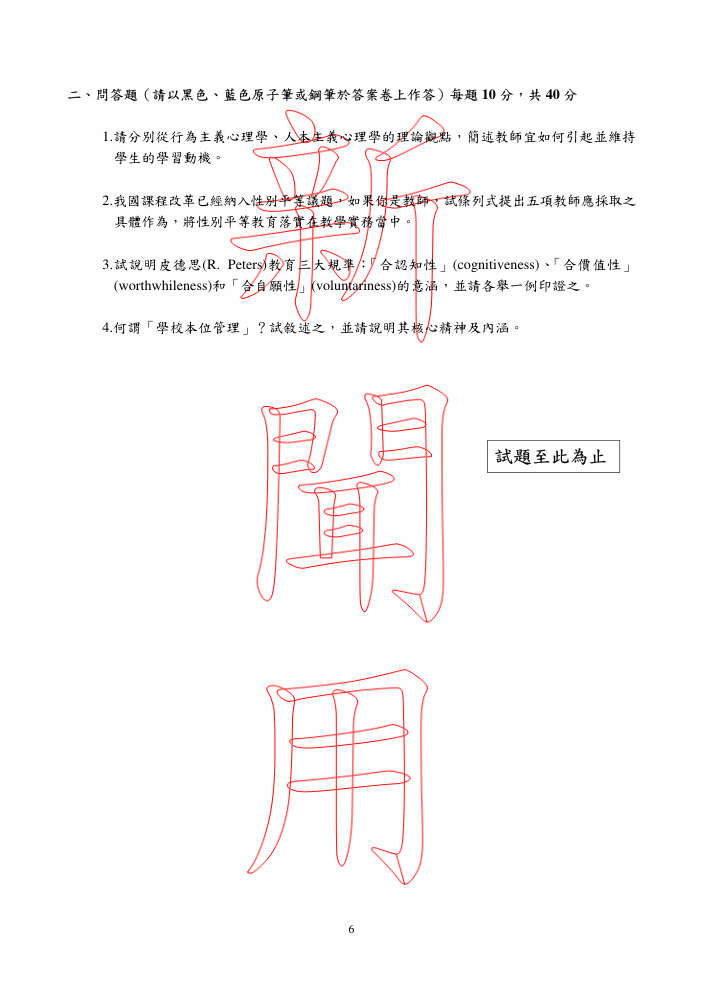 二、問答題（請以黑色、藍色原子筆或鋼筆於答案卷上作答）每題 10 分，共 40 分
1.請分別從行為主義心理學、人本主義心理學的理論觀點，簡述教師宜如何引起並維持
學生的學習動機。
2.我國課程改革已經納入性別平等議題，如果你是教師，試條列式提出五項教師應採取之
具體作為，將性別平等教育落實在教學實務當中。
3.試說明皮德思(R. Peters)教育三大規準：「合認知性」(cognitiveness)、「合價值性」
(worthwhileness)和「合自願性」(voluntariness)的意涵，並請各舉一例印證之。
4.何謂「學校本位管理」？試敘述之，並請說明其核心精神及內涵。
新
聞
用
試題至此為止
6